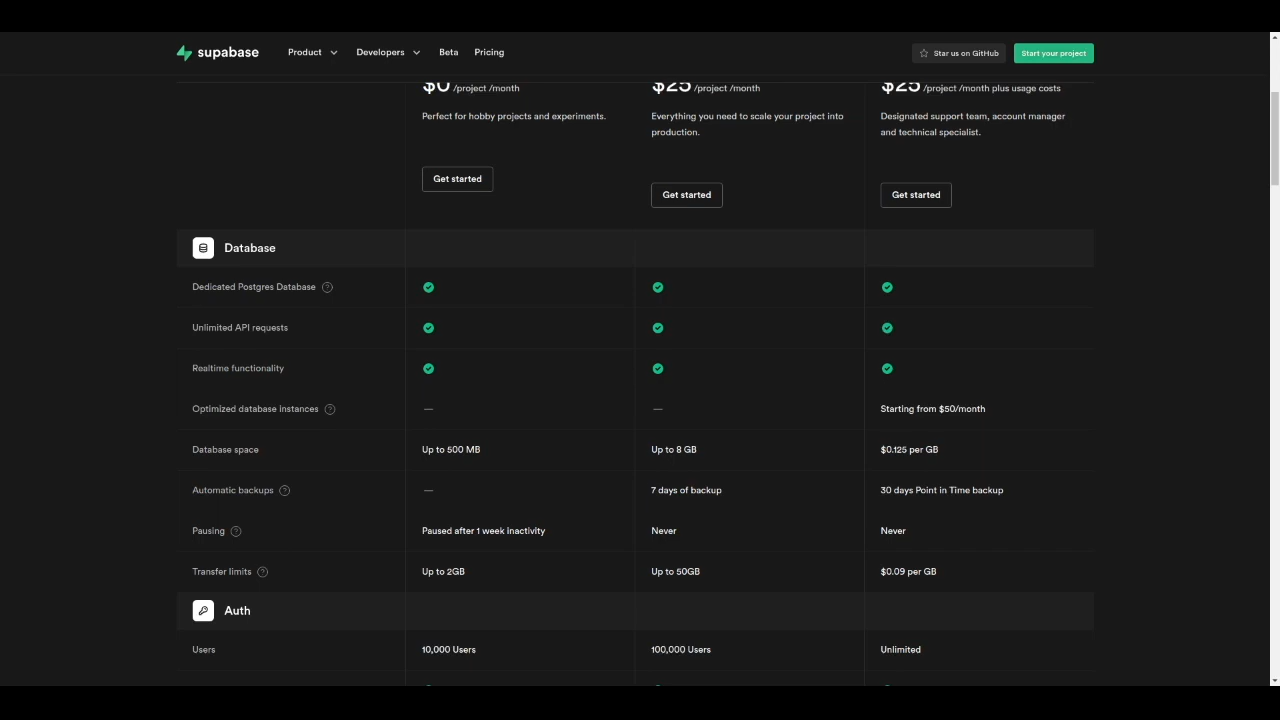 supabase Product Developers Beta Pricing Star us on GitHub Start your project
$0 /project /month $25 /project /month $25 /project /month plus usage costs
Perfect for hobby projects and experiments. Everything you need to scale your project into Designated support team, account manager
production. and technical specialist.
Get started
Get started Get started
Database
Dedicated Postgres Database ?
Unlimited API requests
Realtime functionality
Optimized database instances ? — — Starting from $50/month
Database space Up to 500 MB Up to 8 GB $0.125 per GB
Automatic backups ? — 7 days of backup 30 days Point in Time backup
Pausing ? Paused after 1 week inactivity Never Never
Transfer limits ? Up to 2GB Up to 50GB $0.09 per GB
Auth
Users 10,000 Users 100,000 Users Unlimited